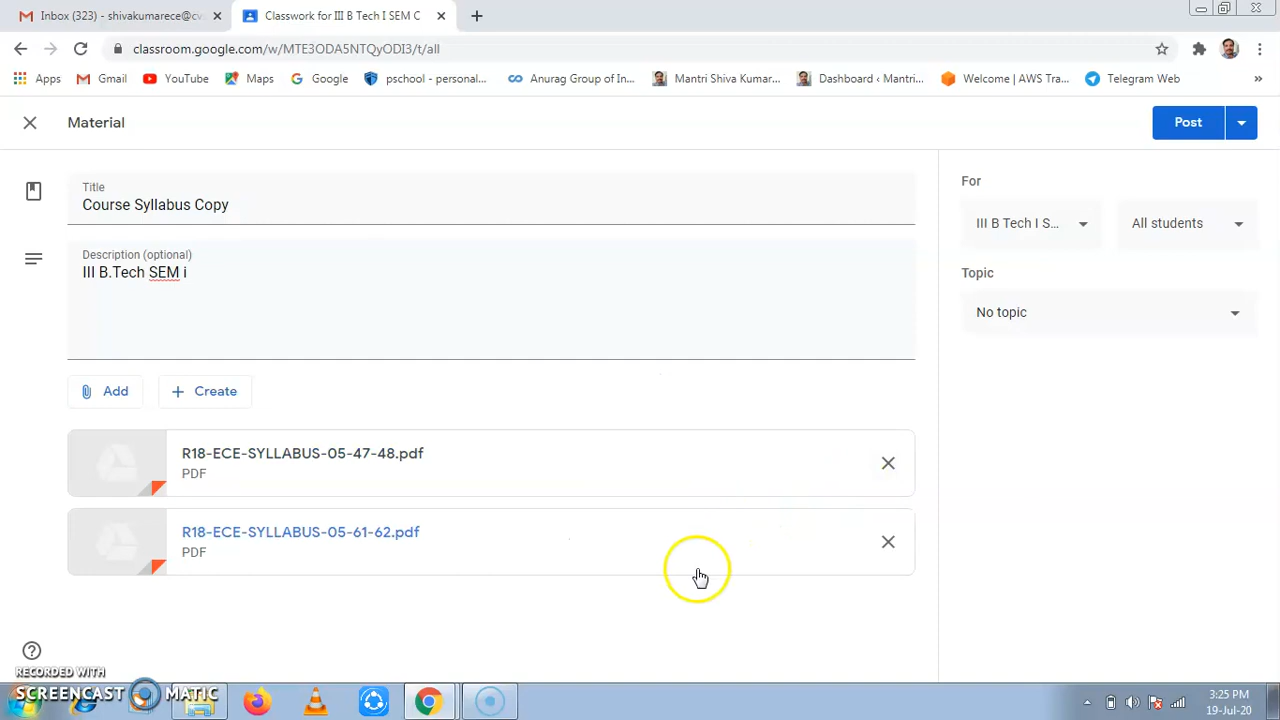 Inbox (323) - shivakumarece@cv
Classwork for III B Tech I SEM C
classroom.google.com/w/MTE3ODA5NTQyODI3/t/all
Apps
Gmail
YouTube
Maps
Google
pschool - personal...
Anurag Group of In...
Mantri Shiva Kumar...
Dashboard ‹ Mantri...
Welcome | AWS Tra...
Telegram Web
»
Material
Post
Title
Course Syllabus Copy
For
III B Tech I S...
All students
Description (optional)
III B.Tech SEM i
Topic
No topic
Add
Create
R18-ECE-SYLLABUS-05-47-48.pdf
PDF
R18-ECE-SYLLABUS-05-61-62.pdf
PDF
RECORDED WITH
SCREENCAST MATIC
3:25 PM
19-Jul-20